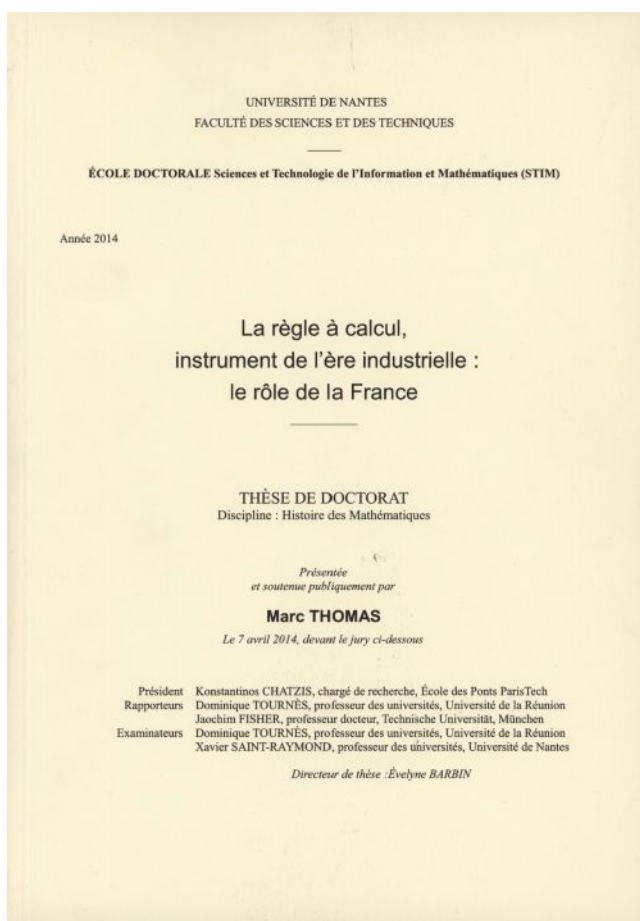 UNIVERSITÉ DE NANTES
FACULTÉ DES SCIENCES ET DES TECHNIQUES
ÉCOLE DOCTORALE Sciences et Technologie de l'Information et Mathématiques (STIM)
Année 2014
La règle à calcul,
instrument de l'ère industrielle :
le rôle de la France
THÈSE DE DOCTORAT
Discipline : Histoire des Mathématiques
Présentée
et soutenue publiquement par
Marc THOMAS
Le 7 avril 2014, devant le jury ci-dessous
Président Konstantinos CHATZIS, chargé de recherche, École des Ponts ParisTech
Rapporteurs Dominique TOURNÈS, professeur des universités, Université de la Réunion
Jaochim FISHER, professeur docteur, Technische Universität, München
Examinateurs Dominique TOURNÈS, professeur des universités, Université de la Réunion
Xavier SAINT-RAYMOND, professeur des universités, Université de Nantes
Directeur de thèse :Évelyne BARBIN